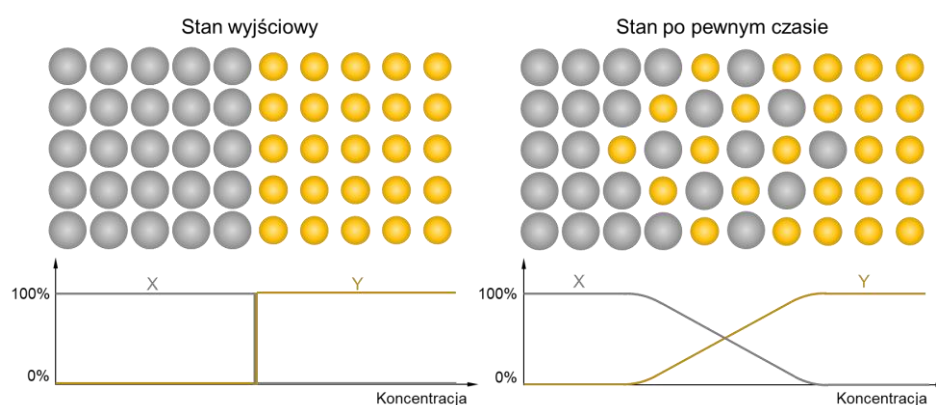 Stan wyjściowy
Stan po pewnym czasie
X
Y
100%
0%
Koncentracja
X
Y
100%
0%
Koncentracja